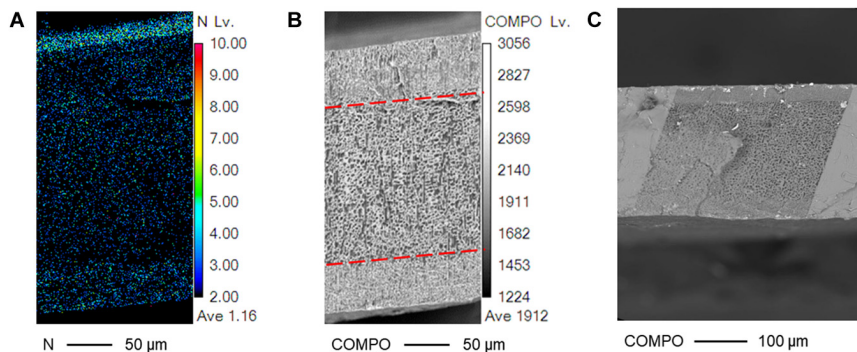 A
N Lv.
10.00
9.00
8.00
7.00
6.00
5.00
4.00
3.00
2.00
Ave 1.16
N 50 µm
B
COMPO Lv.
3056
2827
2598
2369
2140
1911
1682
1453
1224
Ave 1912
COMPO 50 µm
C
COMPO 100 µm